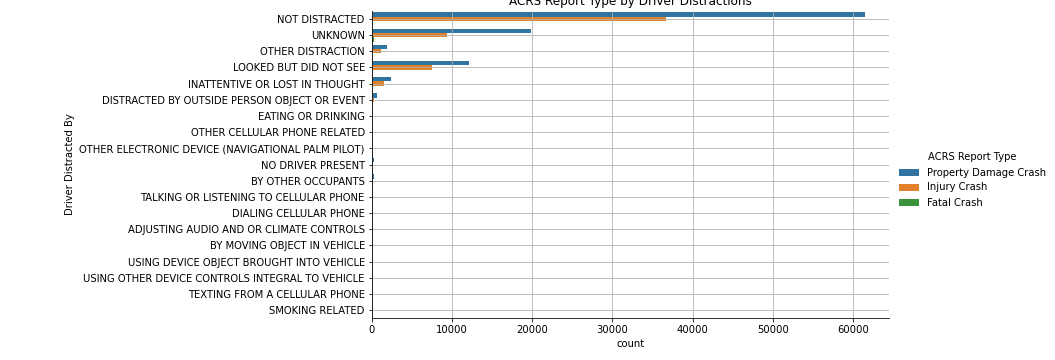 ACRS Report Type by Driver Distractions
NOT DISTRACTED
UNKNOWN
OTHER DISTRACTION
LOOKED BUT DID NOT SEE
INATTENTIVE OR LOST IN THOUGHT
DISTRACTED BY OUTSIDE PERSON OBJECT OR EVENT
EATING OR DRINKING
OTHER CELLULAR PHONE RELATED
OTHER ELECTRONIC DEVICE (NAVIGATIONAL PALM PILOT)
NO DRIVER PRESENT
BY OTHER OCCUPANTS
TALKING OR LISTENING TO CELLULAR PHONE
DIALING CELLULAR PHONE
ADJUSTING AUDIO AND OR CLIMATE CONTROLS
BY MOVING OBJECT IN VEHICLE
USING DEVICE OBJECT BROUGHT INTO VEHICLE
USING OTHER DEVICE CONTROLS INTEGRAL TO VEHICLE
TEXTING FROM A CELLULAR PHONE
SMOKING RELATED
Driver Distracted By
0 10000 20000 30000 40000 50000 60000
count
ACRS Report Type
Property Damage Crash
Injury Crash
Fatal Crash